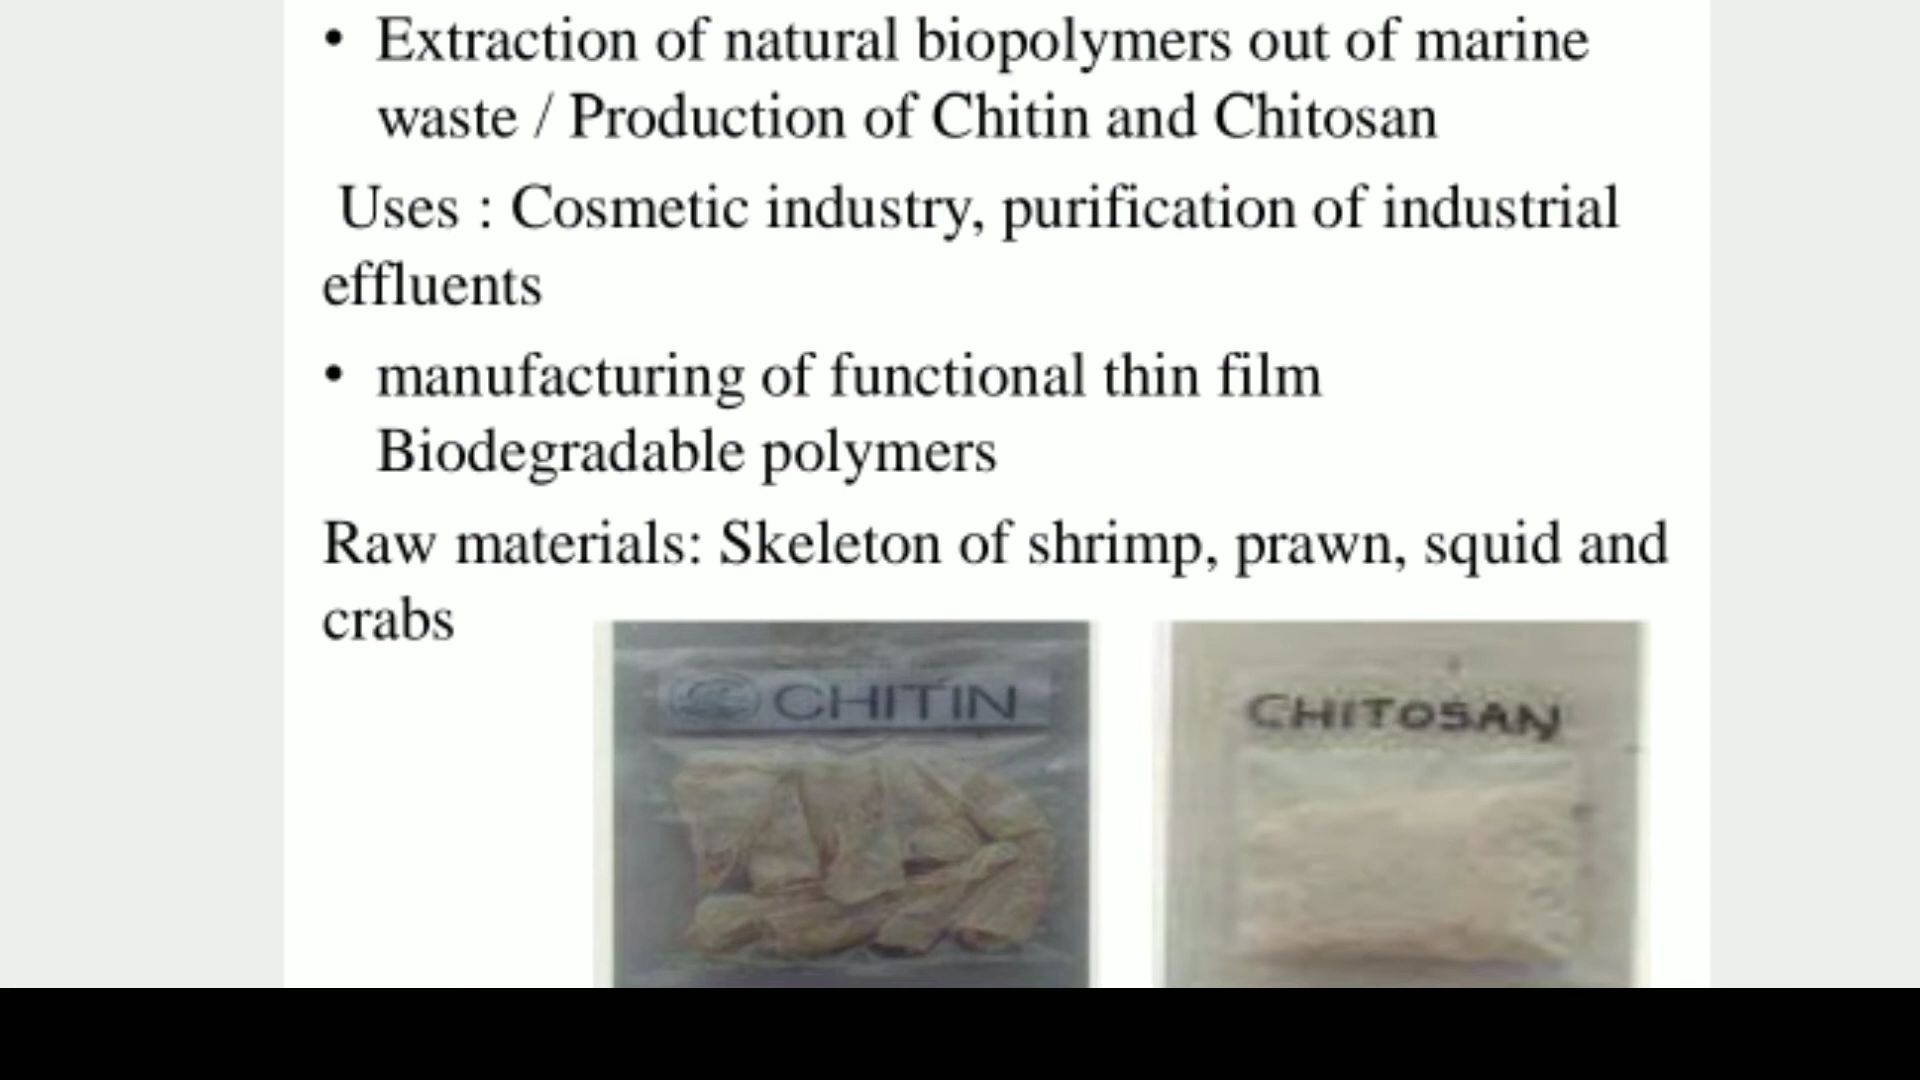 • Extraction of natural biopolymers out of marine
waste / Production of Chitin and Chitosan
Uses : Cosmetic industry, purification of industrial
effluents
• manufacturing of functional thin film
Biodegradable polymers
Raw materials: Skeleton of shrimp, prawn, squid and
crabs
CHITIN
CHITOSAN